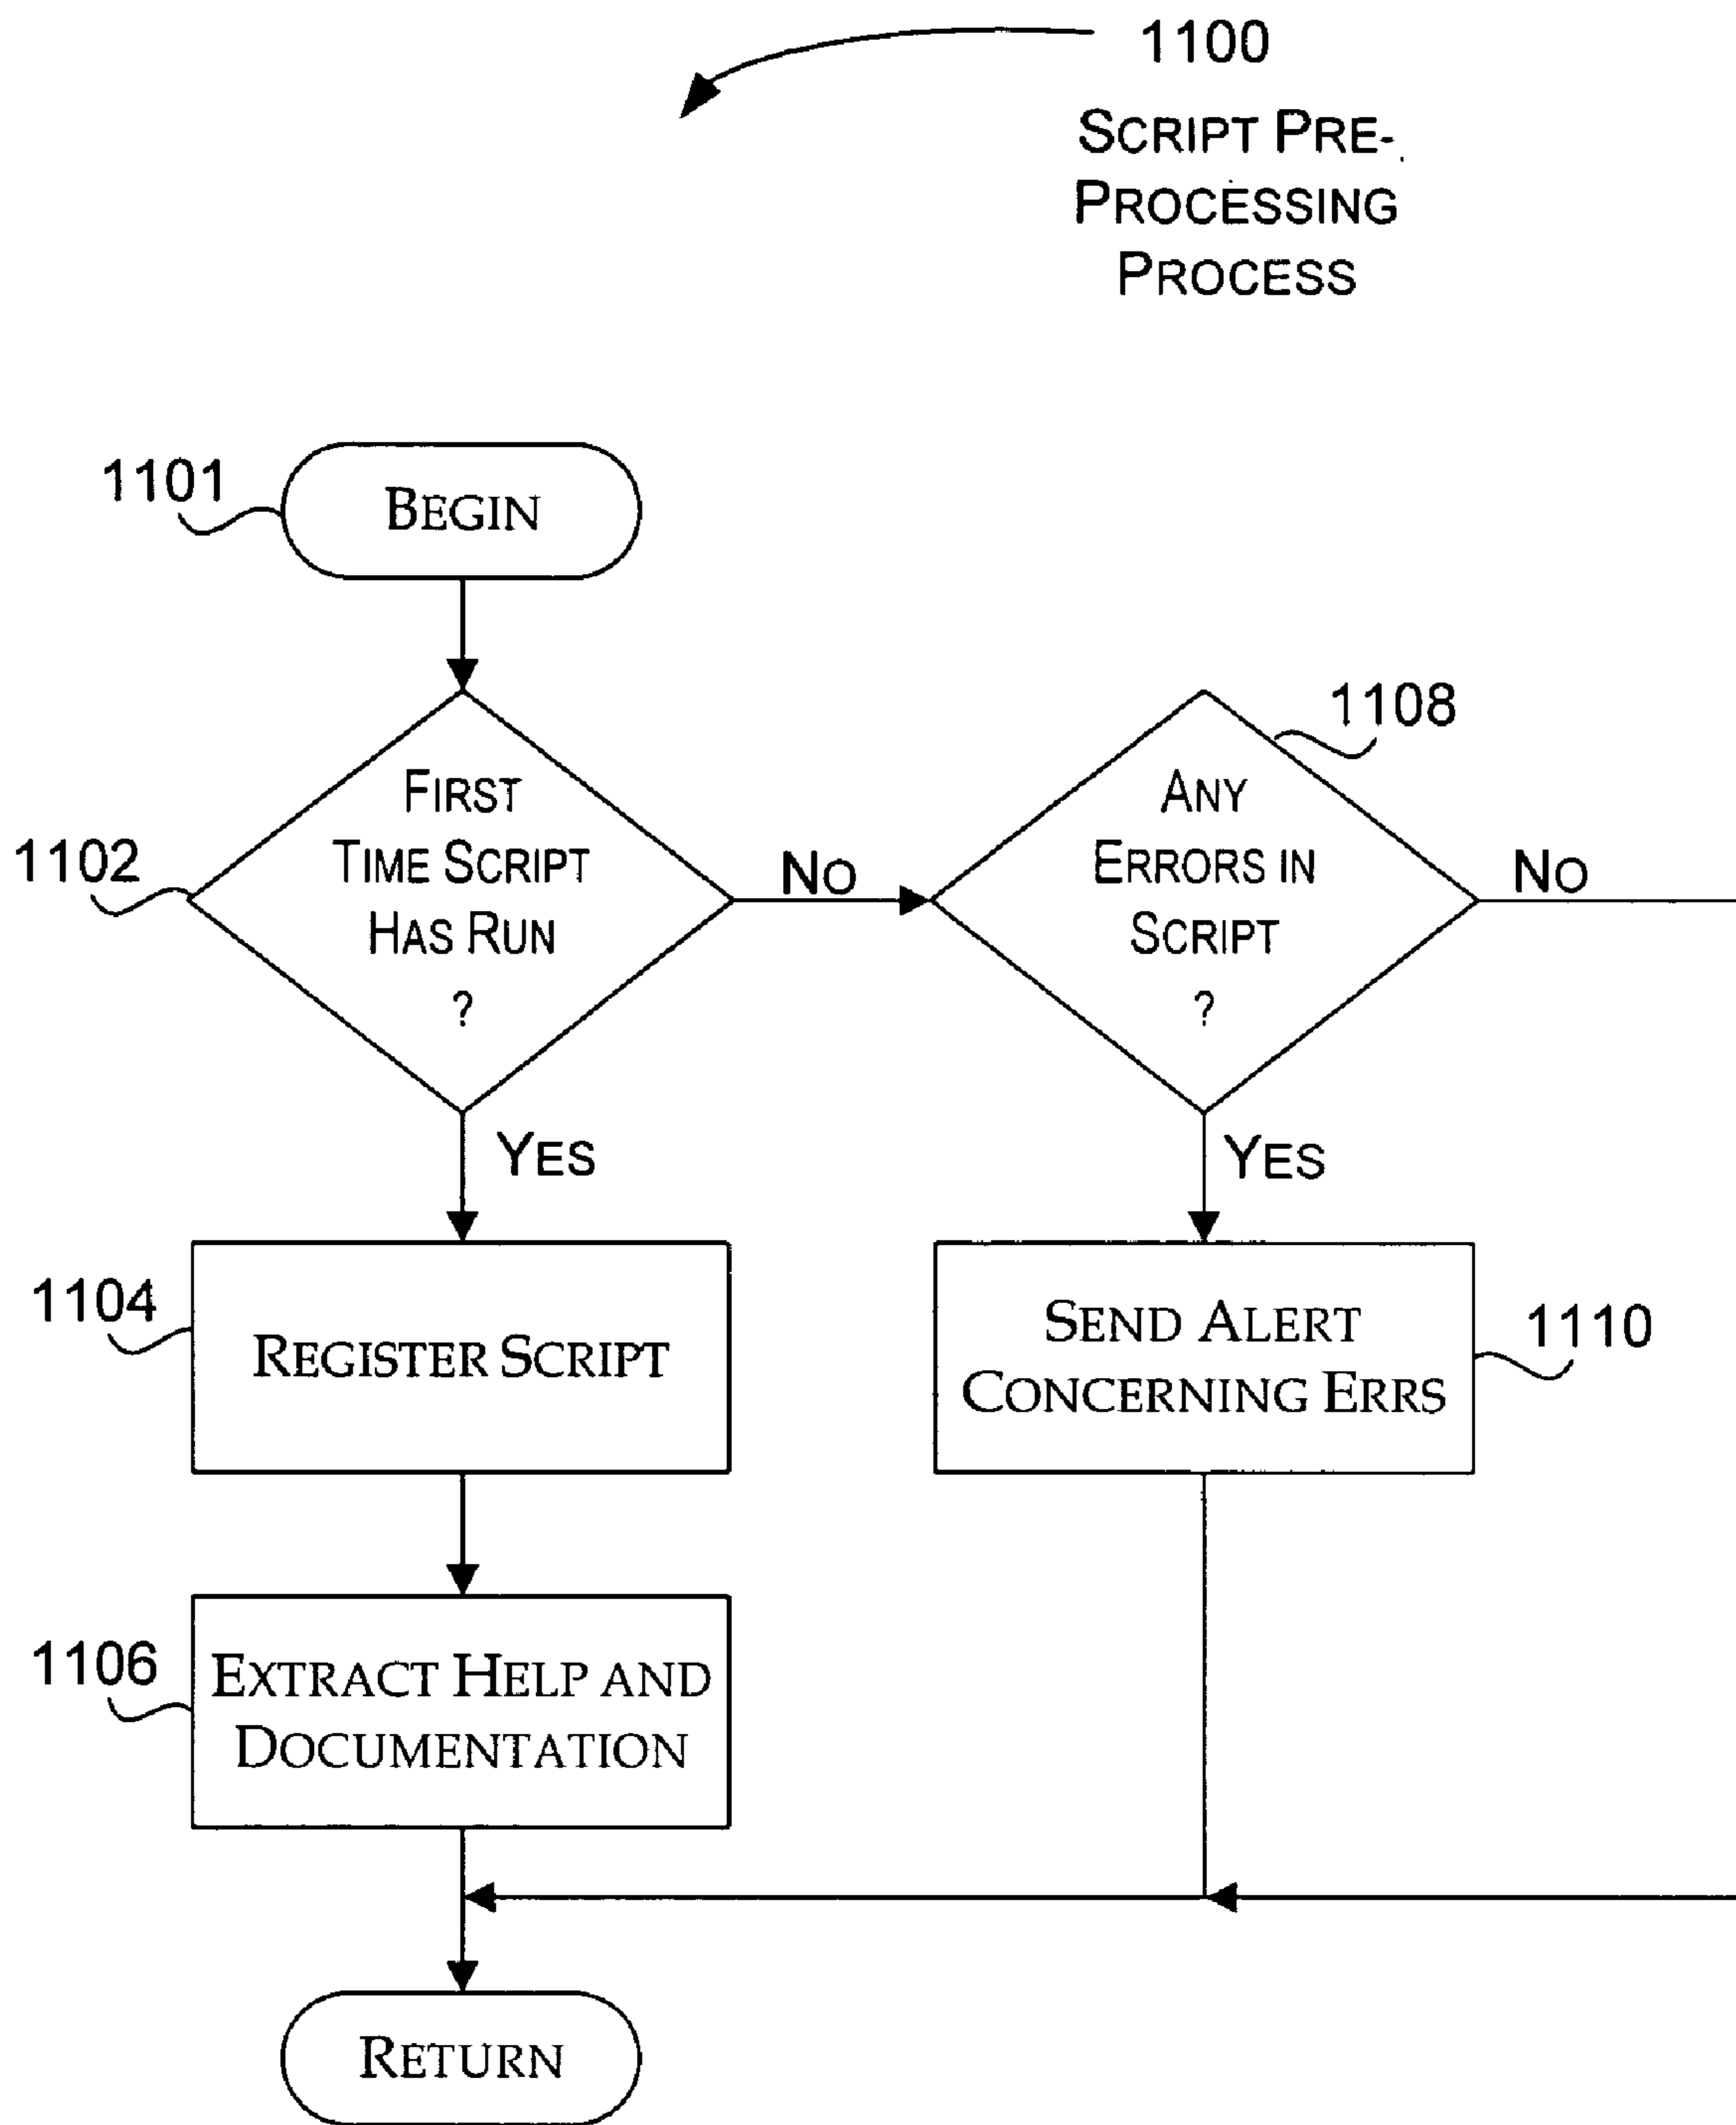 1100
SCRIPT PRE-
PROCESSING
PROCESS
1101
BEGIN
1102
FIRST
TIME SCRIPT
HAS RUN
?
NO
1108
ANY
ERRORS IN
SCRIPT
?
NO
YES
YES
1104
REGISTER SCRIPT
SEND ALERT
CONCERNING ERRS
1110
1106
EXTRACT HELP AND
DOCUMENTATION
RETURN